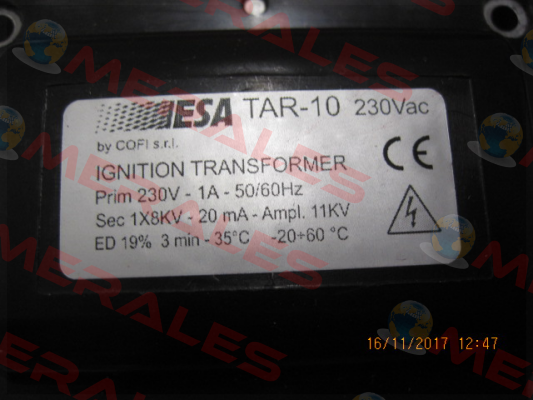 ESA TAR-10 230Vac
by COFI s.r.l.
IGNITION TRANSFORMER
Prim 230V - 1A - 50/60Hz
Sec 1X8KV - 20 mA - Ampl. 11KV
ED 19% 3 min - 35°C -20÷60 °C
CE
16/11/2017 12:47
MERALES
MERALES
MERALES